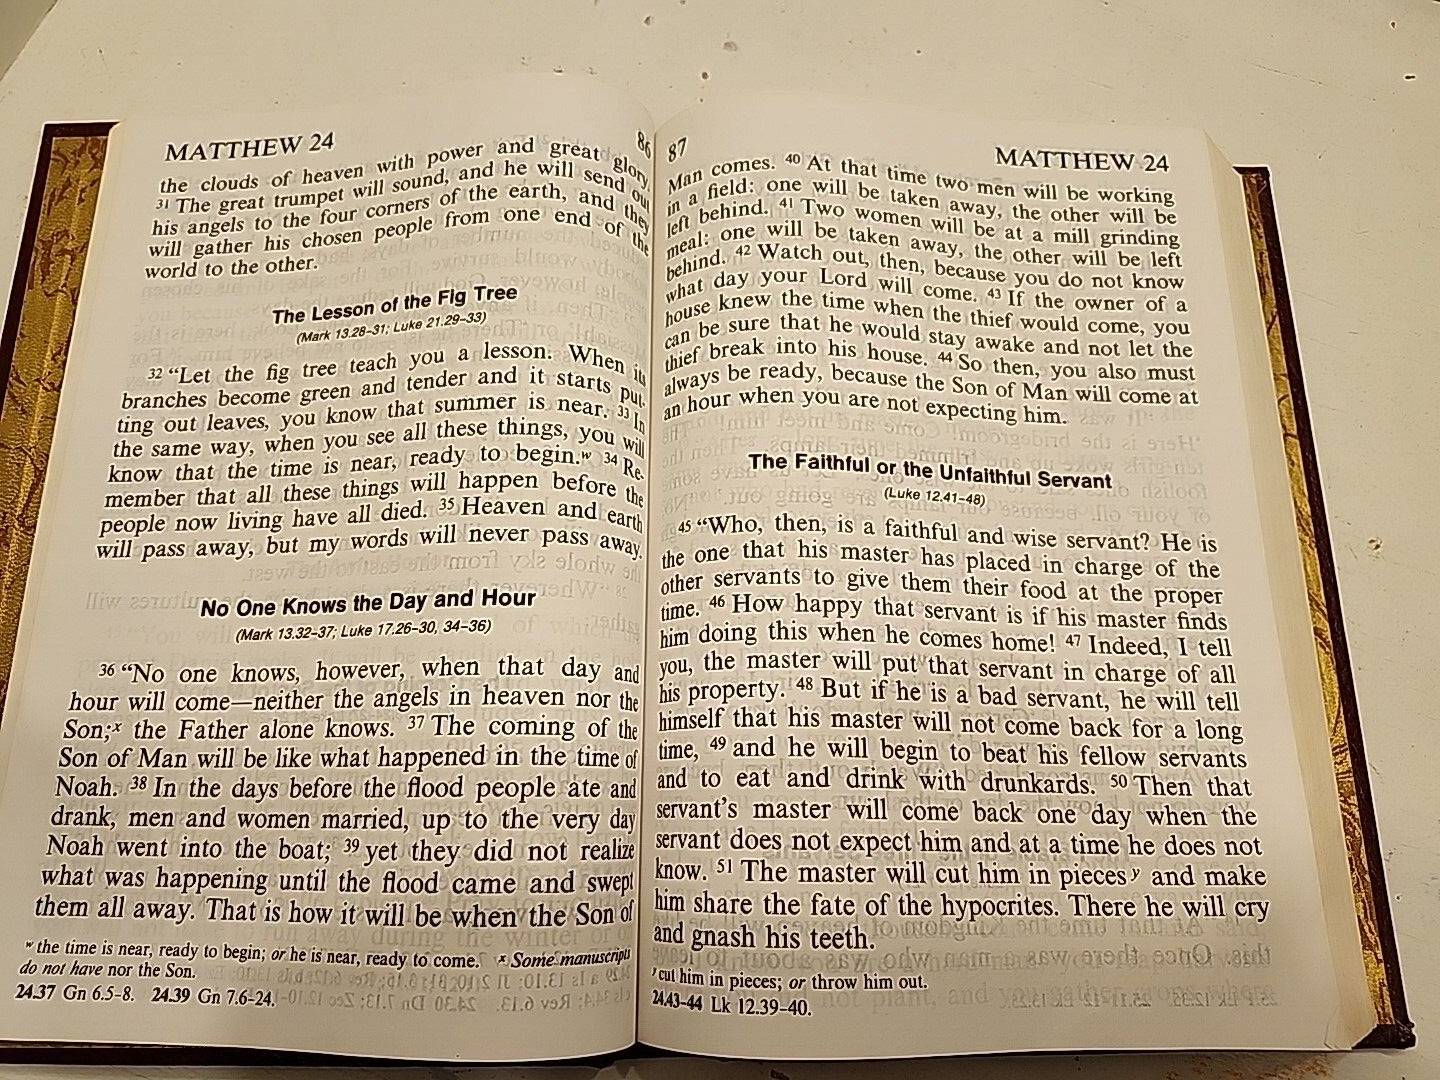 MATTHEW 24
86
the clouds of heaven with power and great glory.
31 The great trumpet will sound, and he will send out
his angels to the four corners of the earth, and they
will gather his chosen people from one end of the
world to the other.
The Lesson of the Fig Tree
(Mark 13.28–31; Luke 21.29–33)
32 “Let the fig tree teach you a lesson. When its
branches become green and tender and it starts put-
ting out leaves, you know that summer is near. 33 In
the same way, when you see all these things, you will
know that the time is near, ready to begin.w 34 Re-
member that all these things will happen before the
people now living have all died. 35 Heaven and earth
will pass away, but my words will never pass away.
No One Knows the Day and Hour
(Mark 13.32–37; Luke 17.26–30, 34–36)
36 “No one knows, however, when that day and
hour will come—neither the angels in heaven nor the
Son;x the Father alone knows. 37 The coming of the
Son of Man will be like what happened in the time of
Noah. 38 In the days before the flood people ate and
drank, men and women married, up to the very day
Noah went into the boat; 39 yet they did not realize
what was happening until the flood came and swept
them all away. That is how it will be when the Son of
w the time is near, ready to begin; or he is near, ready to come. x Some manuscripts
do not have nor the Son.
24.37 Gn 6.5–8. 24.39 Gn 7.6–24.
87
MATTHEW 24
Man comes. 40 At that time two men will be working
in a field: one will be taken away, the other will be
left behind. 41 Two women will be at a mill grinding
meal: one will be taken away, the other will be left
behind. 42 Watch out, then, because you do not know
what day your Lord will come. 43 If the owner of a
house knew the time when the thief would come, you
can be sure that he would stay awake and not let the
thief break into his house. 44 So then, you also must
always be ready, because the Son of Man will come at
an hour when you are not expecting him.
The Faithful or the Unfaithful Servant
(Luke 12.41–48)
45 “Who, then, is a faithful and wise servant? He is
the one that his master has placed in charge of the
other servants to give them their food at the proper
time. 46 How happy that servant is if his master finds
him doing this when he comes home! 47 Indeed, I tell
you, the master will put that servant in charge of all
his property. 48 But if he is a bad servant, he will tell
himself that his master will not come back for a long
time, 49 and he will begin to beat his fellow servants
and to eat and drink with drunkards. 50 Then that
servant's master will come back one day when the
servant does not expect him and at a time he does not
know. 51 The master will cut him in pieces y and make
him share the fate of the hypocrites. There he will cry
and gnash his teeth.
y cut him in pieces; or throw him out.
24.43–44 Lk 12.39–40.